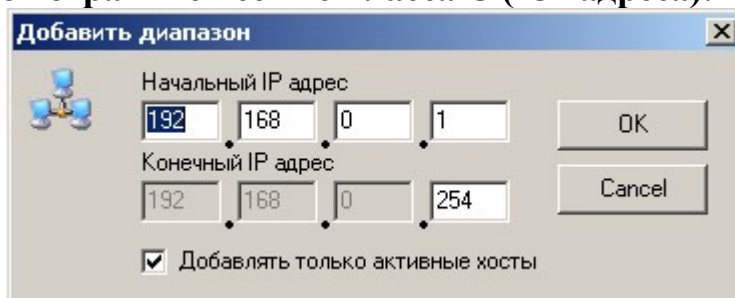 класса
Добавить диапазон
Начальный IP адрес
192 . 168 . 0 . 1
OK
Конечный IP адрес
192 . 168 . 0 . 254
Cancel
Добавлять только активные хосты